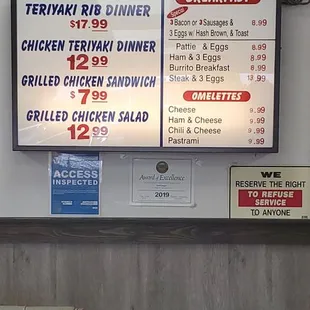 TERIYAKI RIB DINNER
$17.99
CHICKEN TERIYAKI DINNER
12.99
GRILLED CHICKEN SANDWICH
$7.99
GRILLED CHICKEN SALAD
12.99
3 BACON or 3 Sausages & 8.99
3 Eggs w/ Hash Brown, & Toast
Pattie & Eggs 8.99
Ham & 3 Eggs 8.99
Burrito Breakfast 8.99
Steak & 3 Eggs 13.99
OMELETTES
Cheese 9.99
Ham & Cheese 9.99
Chili & Cheese 9.99
Pastrami 9.99
ACCESS
INSPECTED
Award of Excellence
2019
WE
RESERVE THE RIGHT
TO REFUSE
SERVICE
TO ANYONE